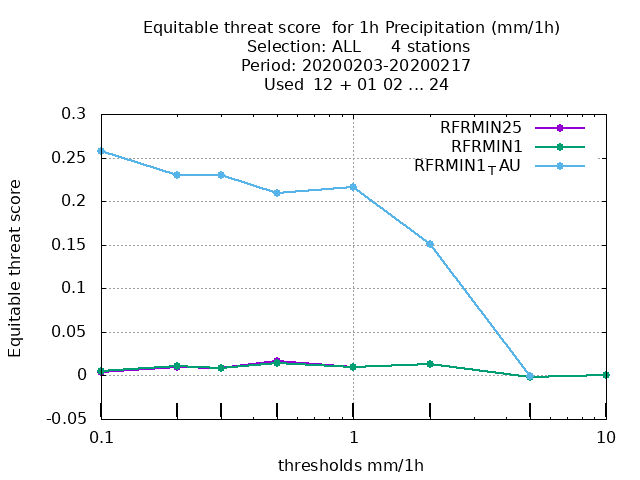 Equitable threat score  for 1h Precipitation (mm/1h)
Selection: ALL      4 stations
Period: 20200203-20200217
Used  12 + 01 02 ... 24
RFRMIN25
RFRMIN1
RFRMIN1TAU
0.3
0.25
0.2
0.15
0.1
0.05
0
-0.05
Equitable threat score
0.1
1
10
thresholds mm/1h